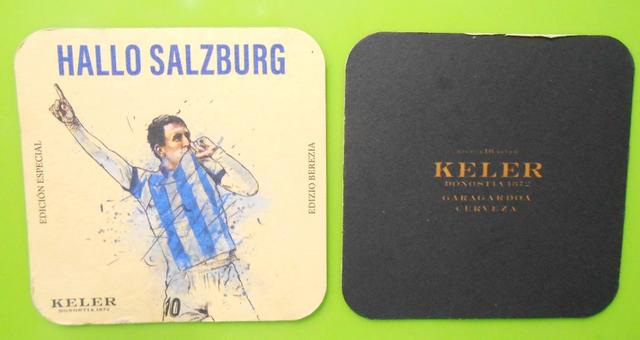 HALLO SALZBURG
EDICIÓN ESPECIAL
EDIZIO BEREZIA
10
KELER
DONOSTIA 1872
KELER
DONOSTIA 1872
GARAGARDOA
CERVEZA